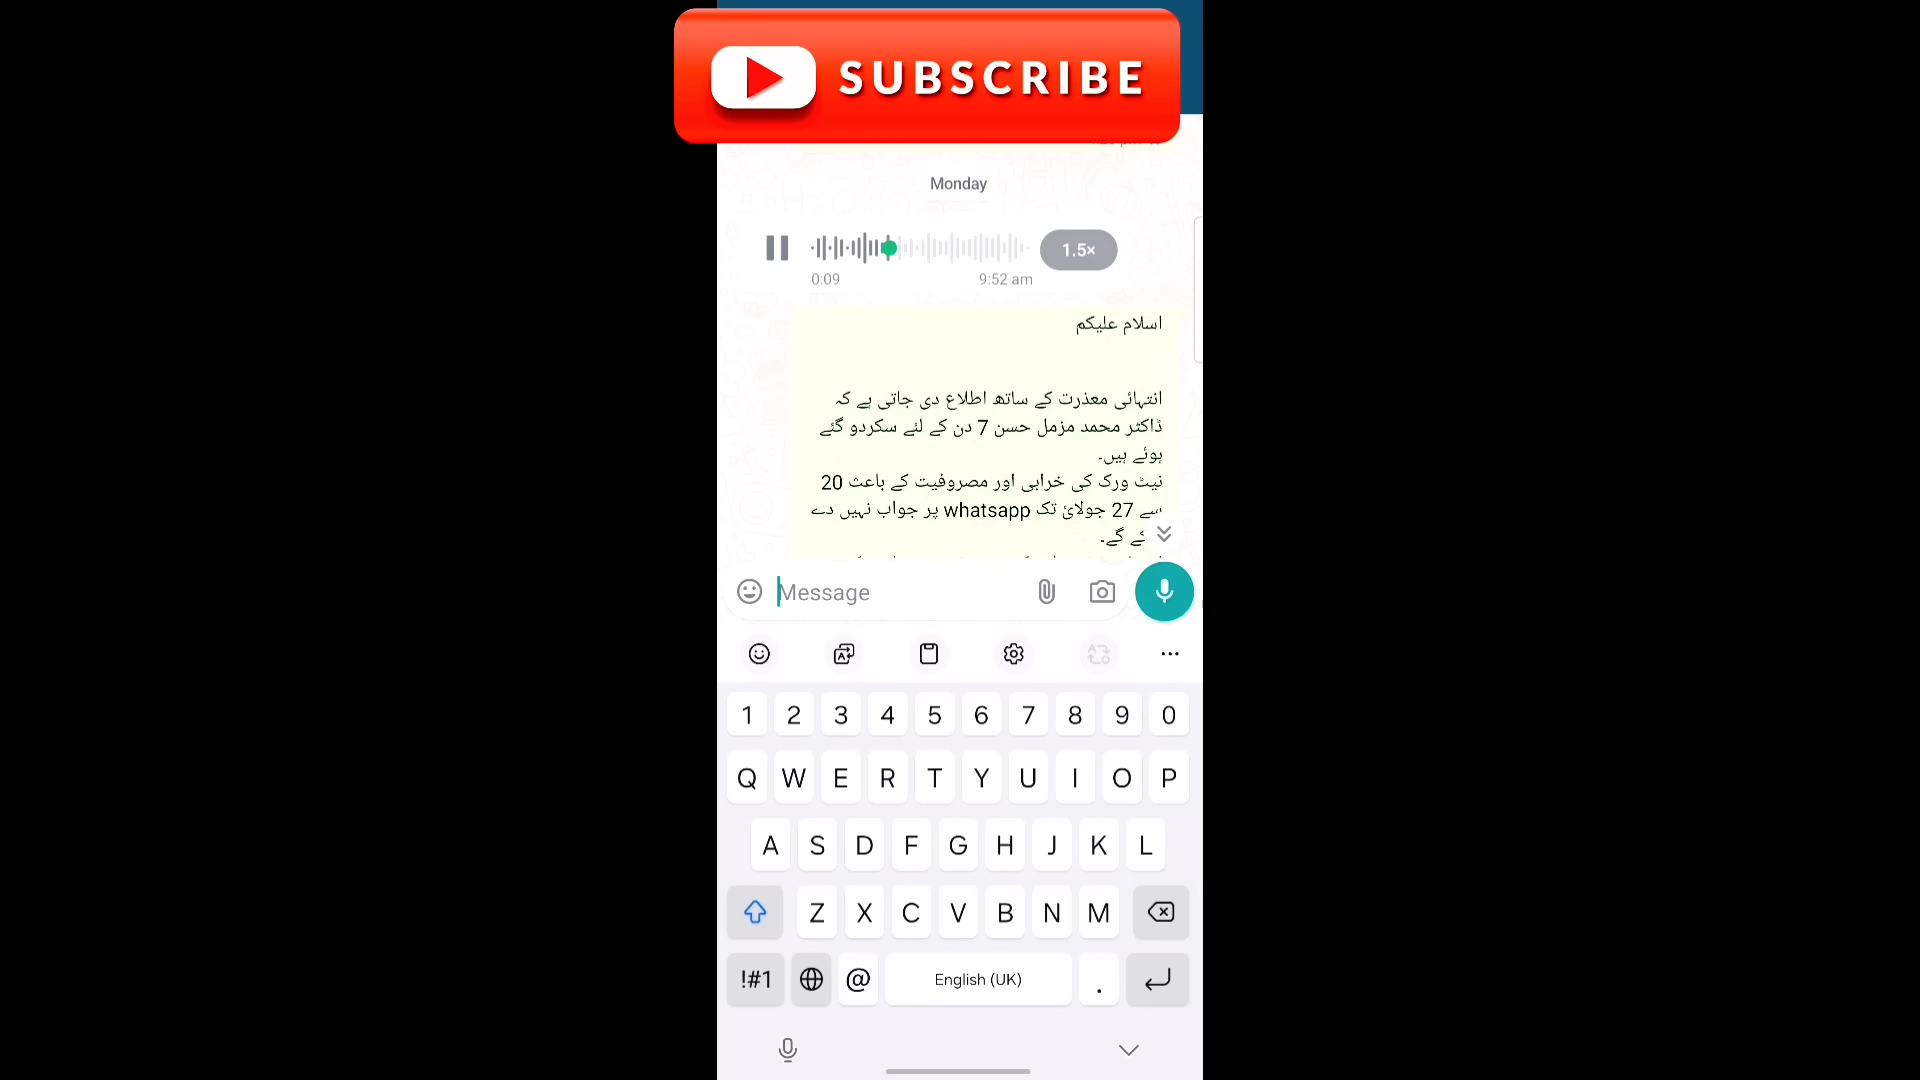 SUBSCRIBE
Monday
1.5×
0:09
9:52 am
اسلام علیکم
انتہائی معذرت کے ساتھ اطلاع دی جاتی ہے کہ
ڈاکٹر محمد مزمل حسن 7 دن کے لئے سکردو گئے
ہوئے ہیں۔
نیٹ ورک کی خرابی اور مصروفیت کے باعث 20
سے 27 جولائ تک whatsapp پر جواب نہیں دے
گے۔
Message
1 2 3 4 5 6 7 8 9 0
Q W E R T Y U I O P
A S D F G H J K L
Z X C V B N M
!#1 @ English (UK) .